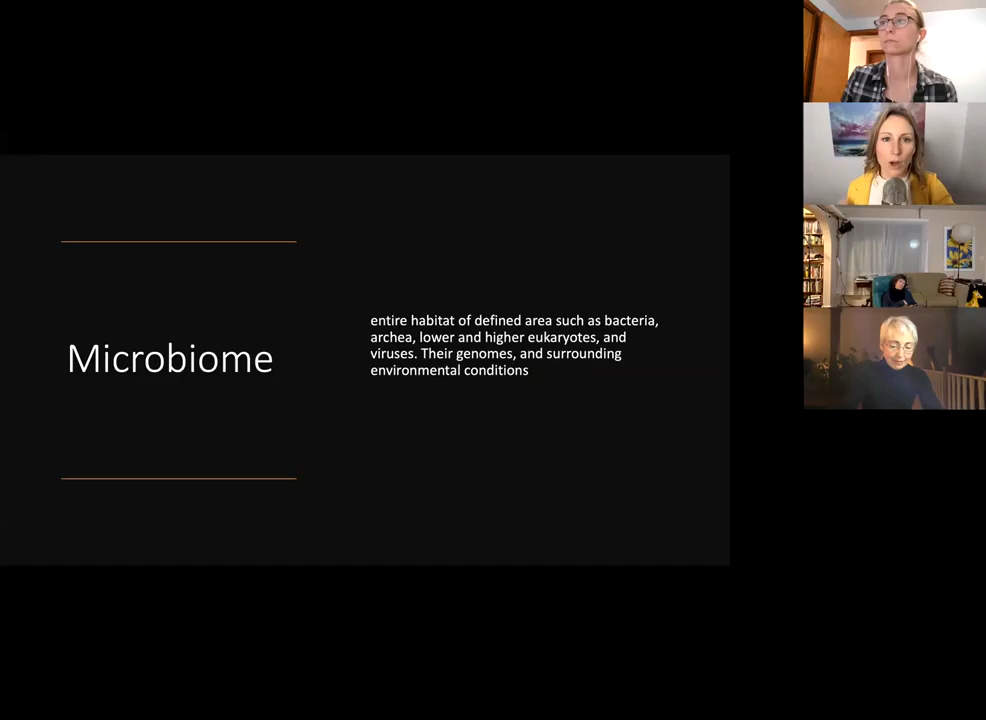 Microbiome
entire habitat of defined area such as bacteria,
archea, lower and higher eukaryotes, and
viruses. Their genomes, and surrounding
environmental conditions